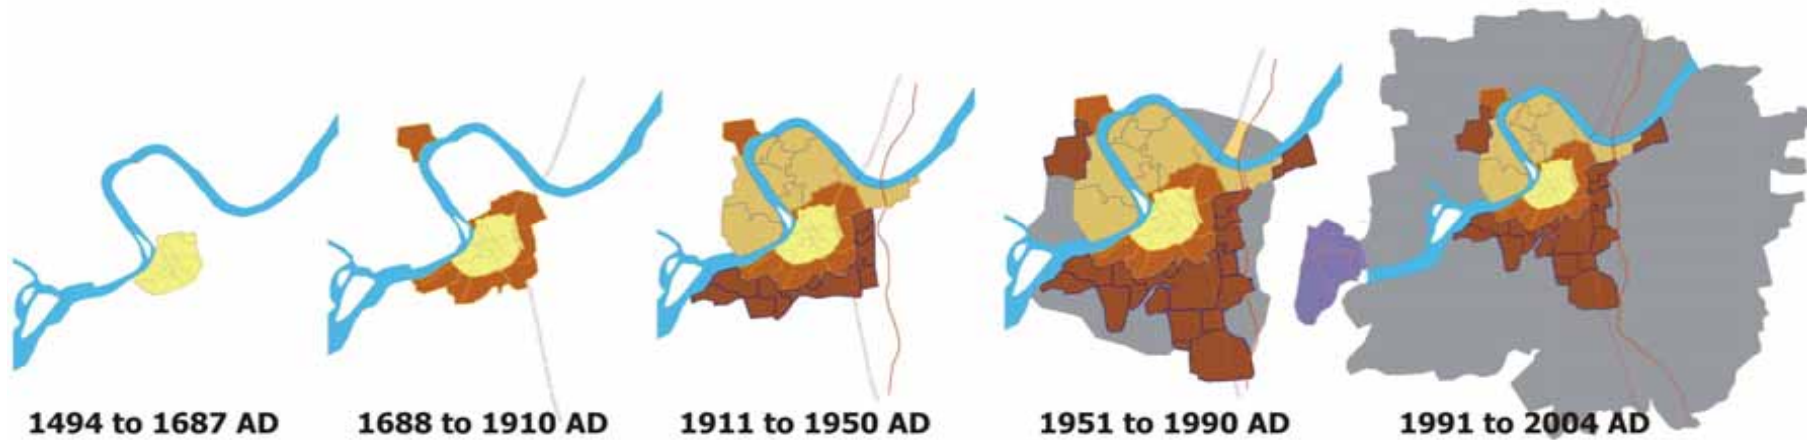 1494 to 1687 AD
1688 to 1910 AD
1911 to 1950 AD
1951 to 1990 AD
1991 to 2004 AD